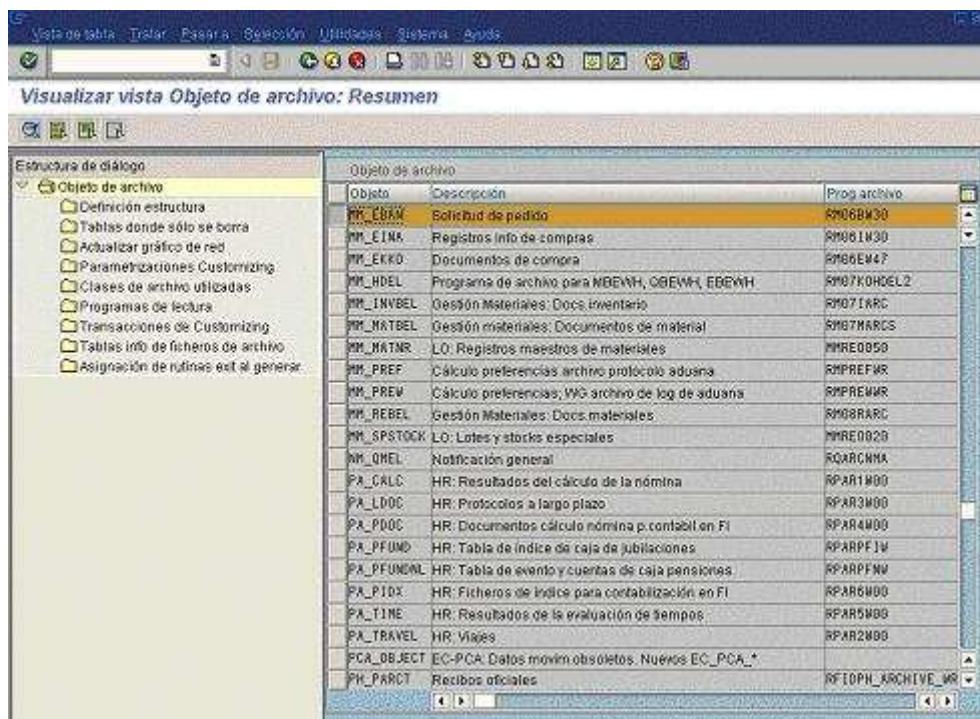 Vista de tabla Tratar Pasar a Selección Utilidades Sistema Ayuda
Visualizar vista Objeto de archivo: Resumen
Estructura de diálogo
Objeto de archivo
Definición estructura
Tablas donde sólo se borra
Actualizar gráfico de red
Parametrizaciones Customizing
Clases de archivo utilizadas
Programas de lectura
Transacciones de Customizing
Tablas info de ficheros de archivo
Asignación de rutinas exit al generar
Objeto de archivo
Objeto Descripción Prog archivo
MM_EBAN Solicitud de pedido RM06BW30
MM_EINA Registros info de compras RM06IW30
MM_EKKO Documentos de compra RM06EW47
MM_HDEL Programa de archivo para MBEWH, QBEWH, EBEWH RM07KOHDEL2
MM_INVBEL Gestión Materiales: Docs.inventario RM07IARC
MM_MATBEL Gestión materiales: Documentos de material RM07MARCS
MM_MATNR LO: Registros maestros de materiales MMREO050
MM_PREF Cálculo preferencias archivo protocolo aduana RMPREFWR
MM_PREW Cálculo preferencias; WG archivo de log de aduana RMPREWWR
MM_REBEL Gestión Materiales: Docs.materiales RM08RARC
MM_SPSTOCK LO: Lotes y stocks especiales MMREO020
NM_QMEL Notificación general RQARCNMA
PA_CALC HR: Resultados del cálculo de la nómina RPAR1W00
PA_LDOC HR: Protocolos a largo plazo RPAR3W00
PA_PDOC HR: Documentos cálculo nómina p.contabil.en FI RPAR4W00
PA_PFUND HR: Tabla de índice de caja de jubilaciones RPARPFIW
PA_PFUNDNL HR: Tabla de evento y cuentas de caja pensiones RPARPFNW
PA_PIDX HR: Ficheros de índice para contabilización en FI RPAR6W00
PA_TIME HR: Resultados de la evaluación de tiempos RPAR5W00
PA_TRAVEL HR: Viajes RPAR2W00
PCA_OBJECT EC-PCA: Datos movim.obsoletos. Nuevos EC_PCA_*
PH_PARCT Recibos oficiales RFIDPH_ARCHIVE_WR